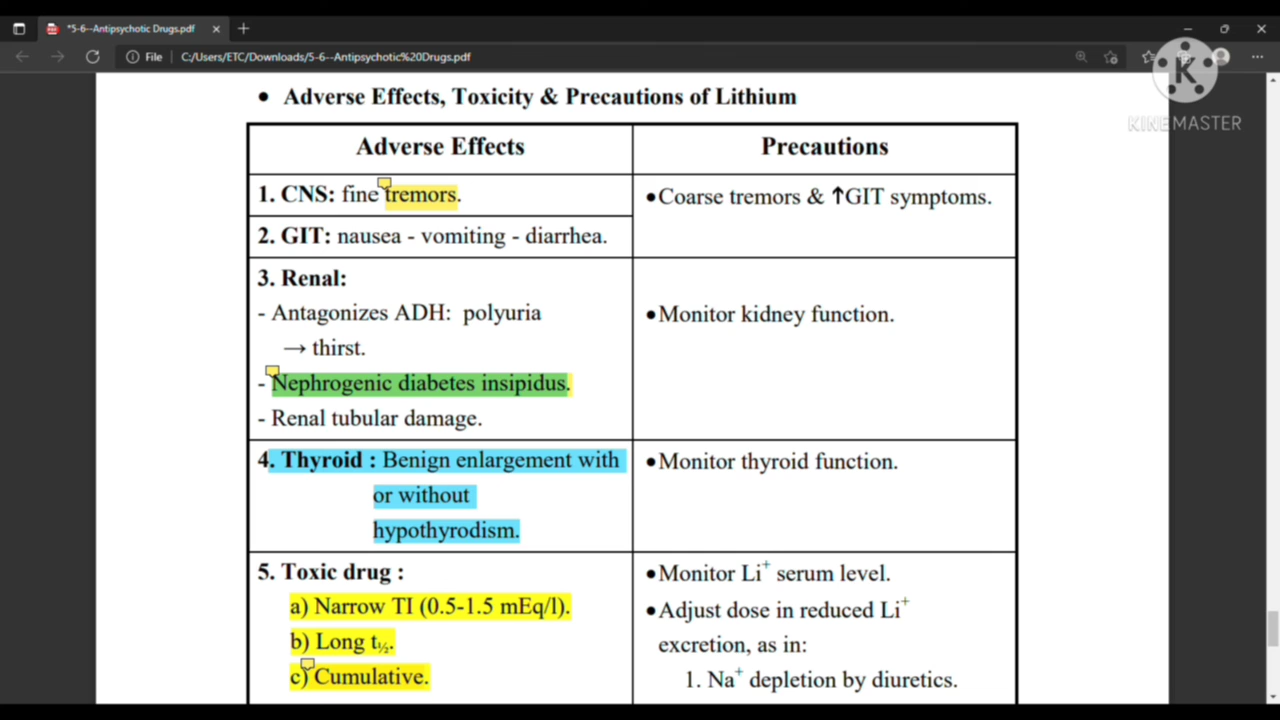 *5-6--Antipsychotic Drugs.pdf
File
C:/Users/ETC/Downloads/5-6--Antipsychotic%20Drugs.pdf
K
KINEMASTER
• Adverse Effects, Toxicity & Precautions of Lithium
Adverse Effects
Precautions
1. CNS: fine tremors.
•Coarse tremors & ↑GIT symptoms.
2. GIT: nausea - vomiting - diarrhea.
3. Renal:
- Antagonizes ADH: polyuria
→ thirst.
- Nephrogenic diabetes insipidus.
- Renal tubular damage.
•Monitor kidney function.
4. Thyroid : Benign enlargement with
or without
hypothyrodism.
•Monitor thyroid function.
5. Toxic drug :
a) Narrow TI (0.5-1.5 mEq/l).
b) Long t½.
c) Cumulative.
•Monitor Li⁺ serum level.
•Adjust dose in reduced Li⁺
excretion, as in:
1. Na⁺ depletion by diuretics.